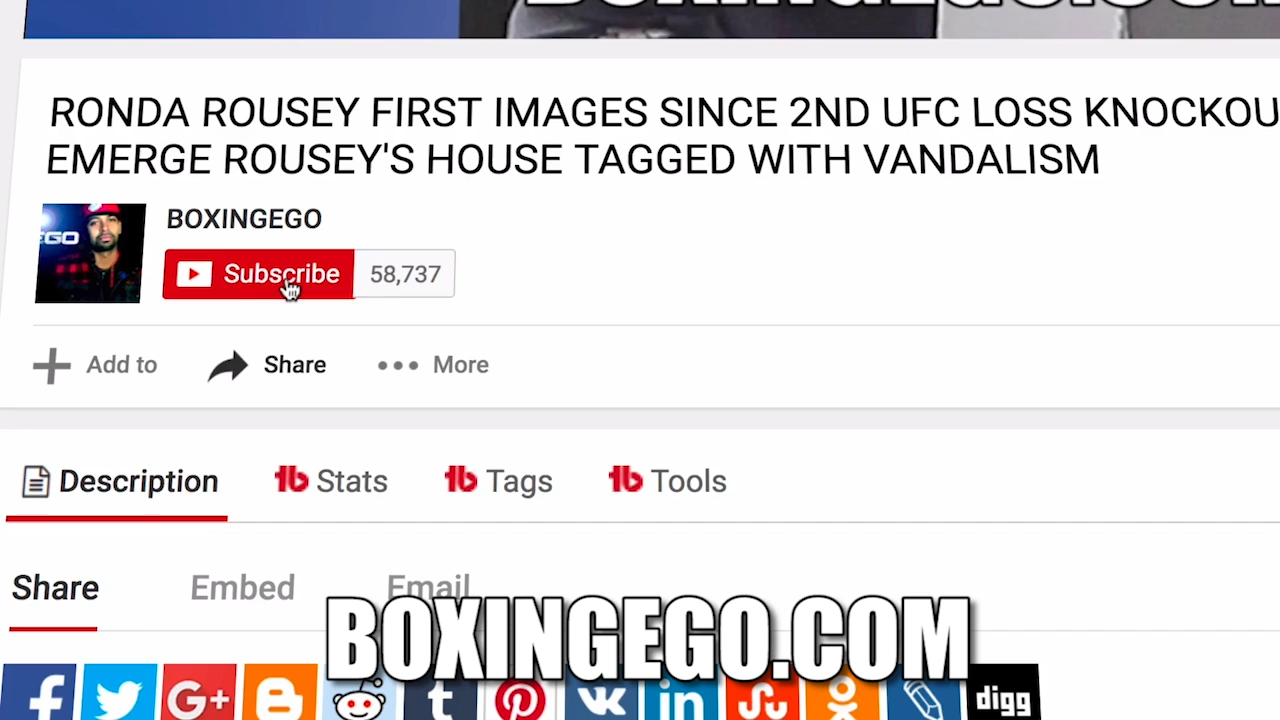 RONDA ROUSEY FIRST IMAGES SINCE 2ND UFC LOSS
EMERGE ROUSEY'S HOUSE TAGGED WITH VANDALISM
BOXINGEGO
Subscribe 58,737
Add to Share More
Description Stats Tags Tools
Share Embed Email
BOXINGEGO.COM
digg